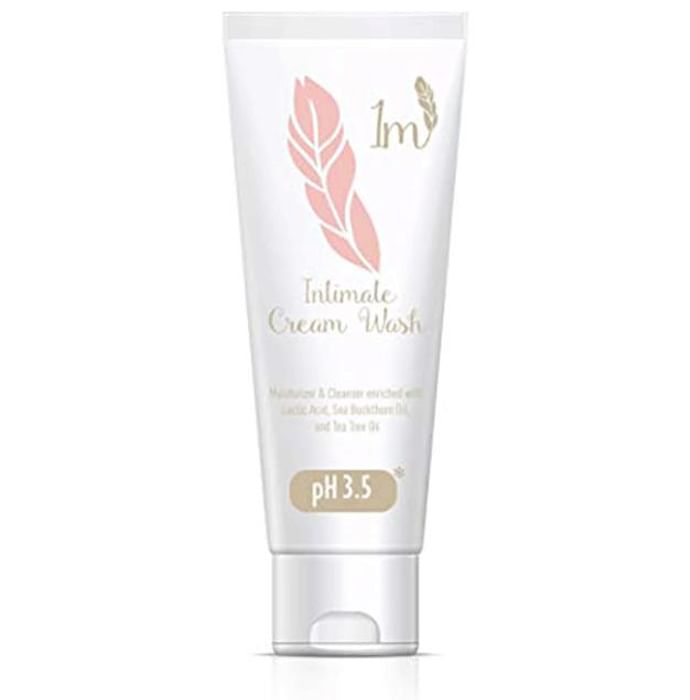 1m
Intimate
Cream Wash
Moisturizer & Cleanser enriched with
Lactic Acid, Sea Buckthorn Oil,
and Tea Tree Oil
pH 3.5 *